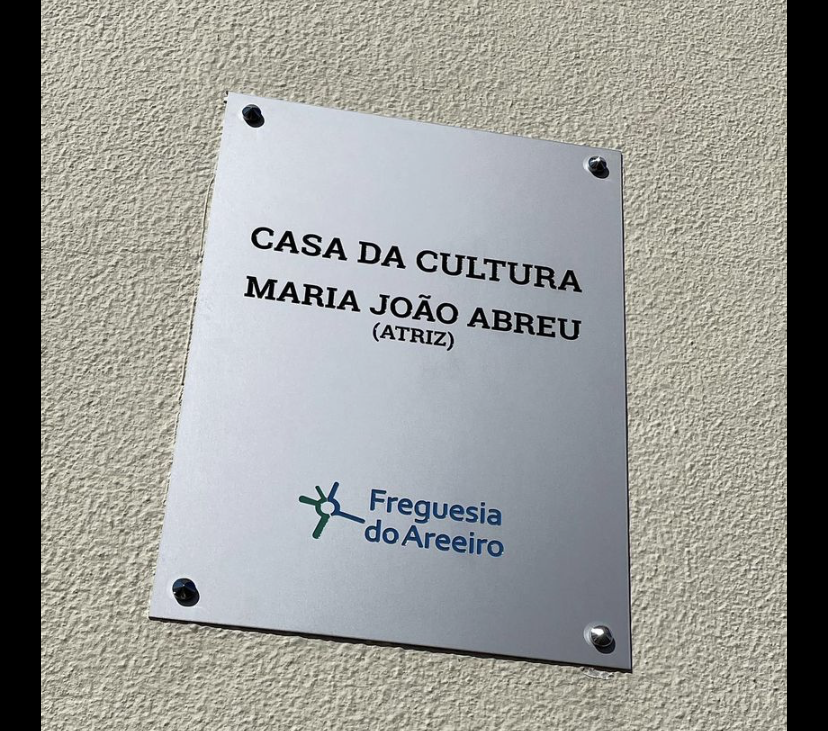 CASA DA CULTURA
MARIA JOÃO ABREU
(ATRIZ)
Freguesia
do Areeiro